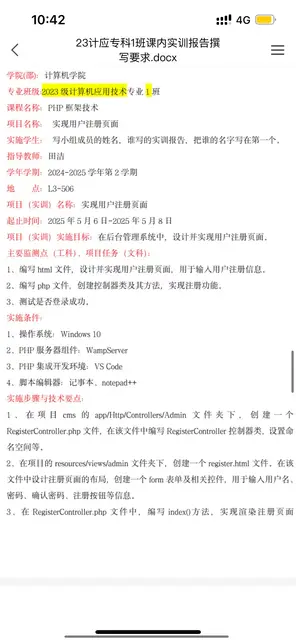 10:42
4G 64
23计应专科1班课内实训报告撰
写要求.docx
学院(部): 计算机学院
专业班级:2023 级计算机应用技术专业 1 班
课程名称: PHP 框架技术
项目名称: 实现用户注册页面
实施学生: 写小组成员的姓名，谁写的实训报告，把谁的名字写在第一个。
指导教师: 田洁
学年学期: 2024-2025 学年第 2 学期
地 点: L3-506
项目（实训）名称: 实现用户注册页面
起止时间: 2025 年 5 月 6 日-2025 年 5 月 8 日
项目（实训）实施目标: 在后台管理系统中，设计并实现用户注册页面。
主要监测点（工科）、项目任务（文科）:
1、编写 html 文件，设计并实现用户注册页面，用于输入用户注册信息。
2、编写 php 文件，创建控制器类及其方法，实现注册功能。
3、测试是否登录成功。
实施条件:
1、操作系统: Windows 10
2、PHP 服务器组件: WampServer
3、PHP 集成开发环境: VS Code
4、脚本编辑器: 记事本、notepad++
实施步骤与技术要点:
1、在项目 cms 的 app/Http/Controllers/Admin 文件夹下，创建一个
RegisterController.php 文件，在该文件中编写 RegisterController 控制器类，设置命
名空间等。
2、在项目的 resources/views/admin 文件夹下，创建一个 register.html 文件。在该
文件中设计注册页面的布局，创建一个 form 表单及相关控件，用于输入用户名、
密码、确认密码、注册按钮等信息。
3、在 RegisterController.php 文件中，编写 index()方法，实现渲染注册页面